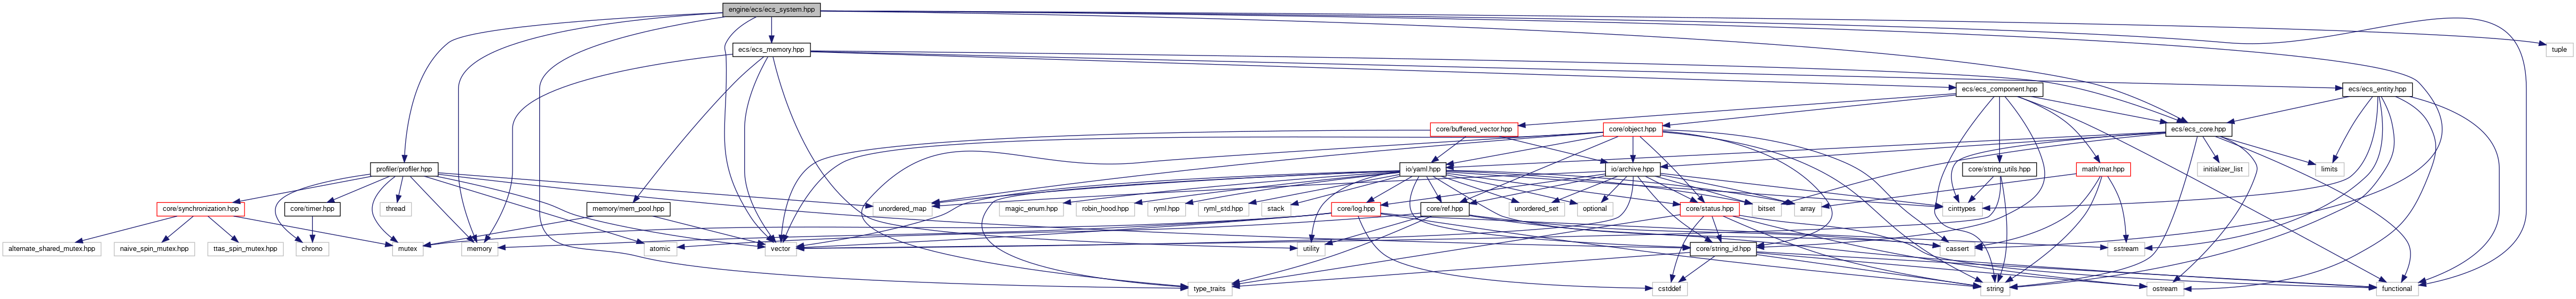 engine/ecs/ecs_system.hpp
tuple
ecs/ecs_memory.hpp
ecs/ecs_component.hpp
ecs/ecs_entity.hpp
core/buffered_vector.hpp
core/object.hpp
ecs/ecs_core.hpp
profiler/profiler.hpp
io/yaml.hpp
io/archive.hpp
core/string_utils.hpp
math/mat.hpp
initializer_list
limits
core/synchronization.hpp
core/timer.hpp
thread
memory/mem_pool.hpp
unordered_map
magic_enum.hpp
robin_hood.hpp
ryml.hpp
ryml_std.hpp
stack
core/log.hpp
core/ref.hpp
unordered_set
optional
core/status.hpp
bitset
array
cinttypes
alternate_shared_mutex.hpp
naive_spin_mutex.hpp
ttas_spin_mutex.hpp
chrono
mutex
memory
atomic
vector
utility
core/string_id.hpp
cassert
sstream
type_traits
cstddef
string
ostream
functional